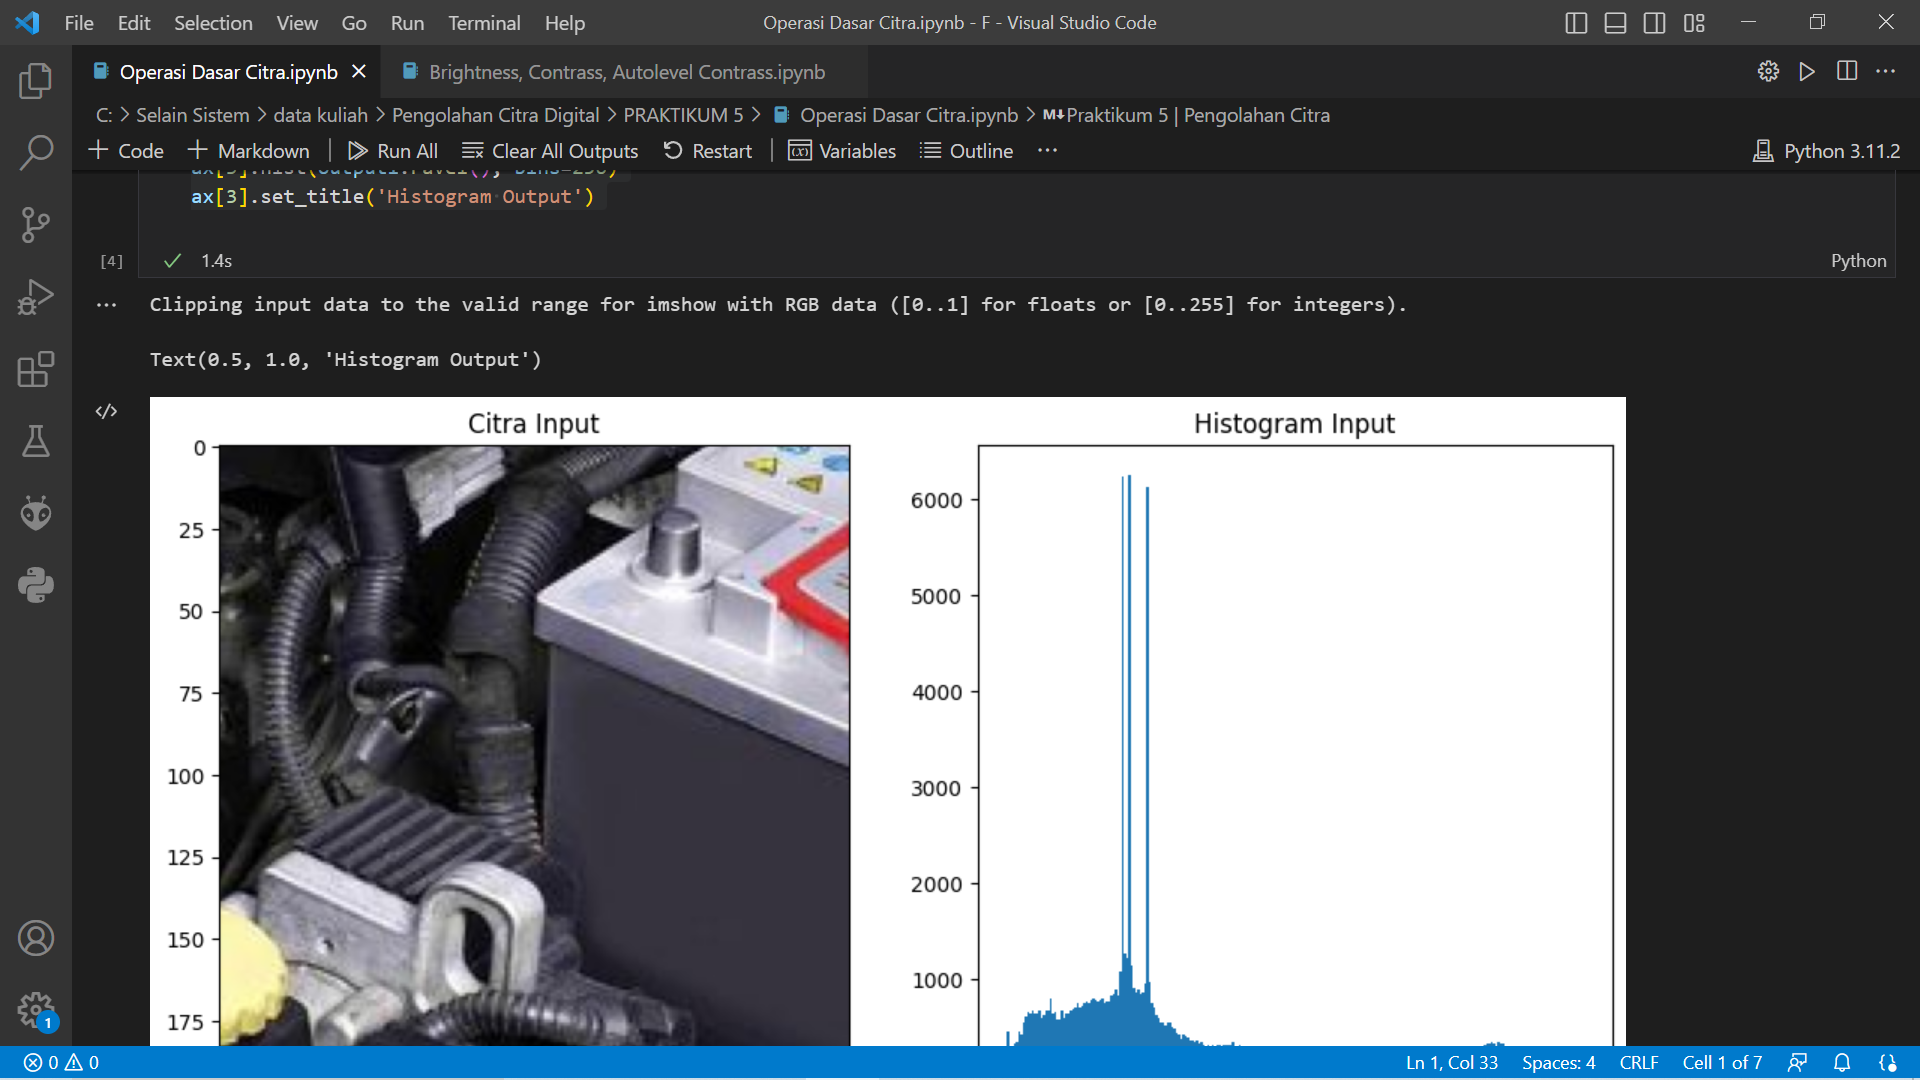 File Edit Selection View Go Run Terminal Help Operasi Dasar Citra.ipynb - F - Visual Studio Code
Operasi Dasar Citra.ipynb Brightness, Contrass, Autolevel Contrass.ipynb
C: > Selain Sistem > data kuliah > Pengolahan Citra Digital > PRAKTIKUM 5 > Operasi Dasar Citra.ipynb > M↓Praktikum 5 | Pengolahan Citra
+ Code + Markdown | Run All Clear All Outputs Restart | Variables Outline ··· Python 3.11.2
ax[3].set_title('Histogram Output')
[4] 1.4s Python
Clipping input data to the valid range for imshow with RGB data ([0..1] for floats or [0..255] for integers).
Text(0.5, 1.0, 'Histogram Output')
Citra Input
0
25
50
75
100
125
150
175
Histogram Input
6000
5000
4000
3000
2000
1000
1
0 0 Ln 1, Col 33 Spaces: 4 CRLF Cell 1 of 7